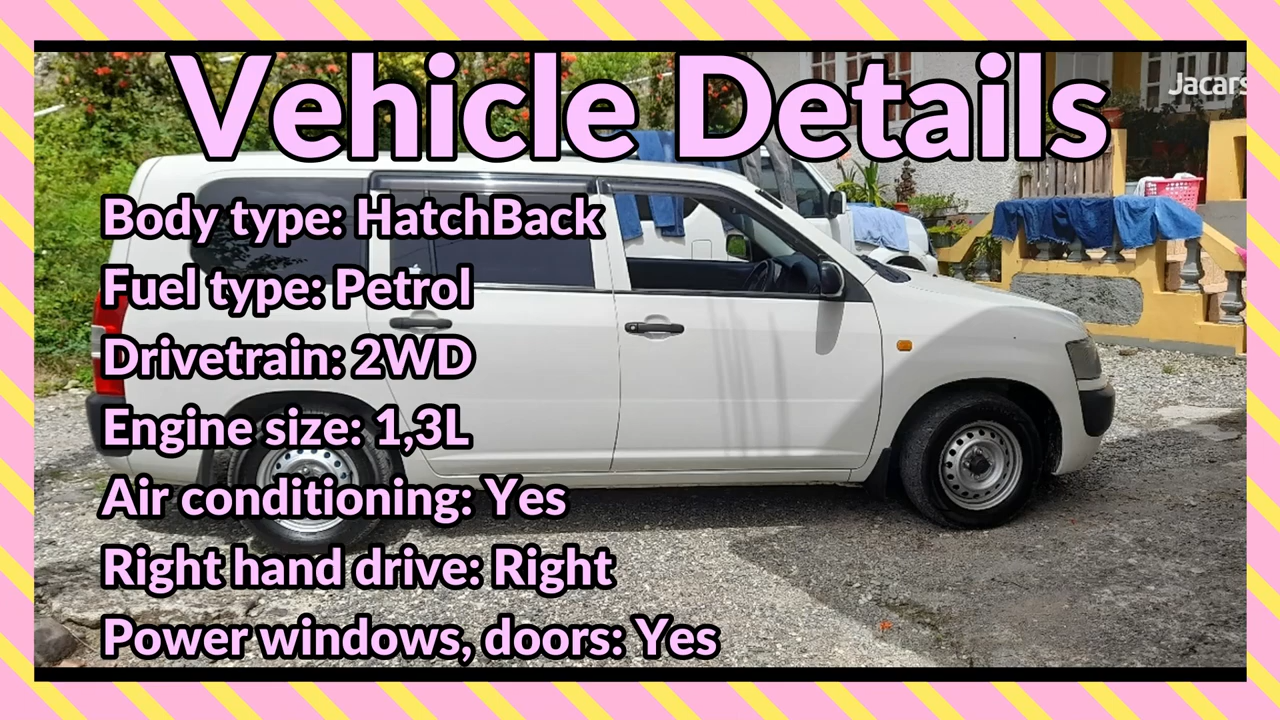 Vehicle Details
Jacars
Body type: HatchBack
Fuel type: Petrol
Drivetrain: 2WD
Engine size: 1,3L
Air conditioning: Yes
Right hand drive: Right
Power windows, doors: Yes